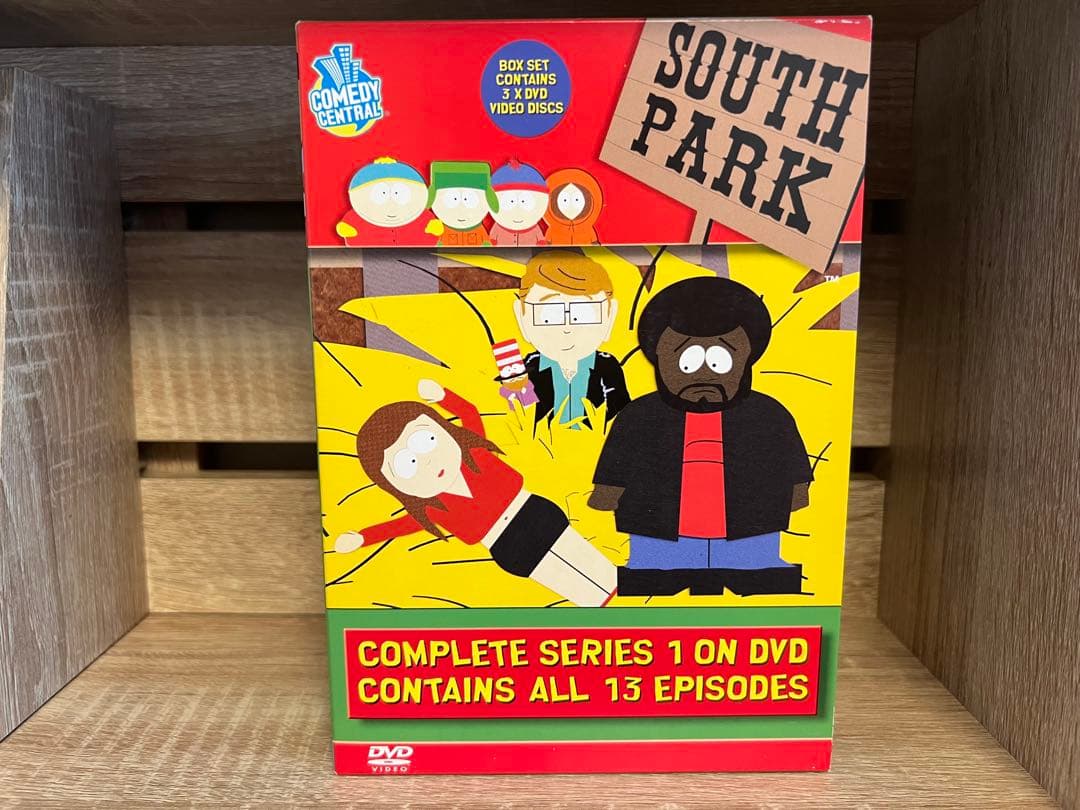 COMEDY
CENTRAL
BOX SET
CONTAINS
3 X DVD
VIDEO DISCS
SOUTH
PARK
TM
COMPLETE SERIES 1 ON DVD
CONTAINS ALL 13 EPISODES
DVD
VIDEO